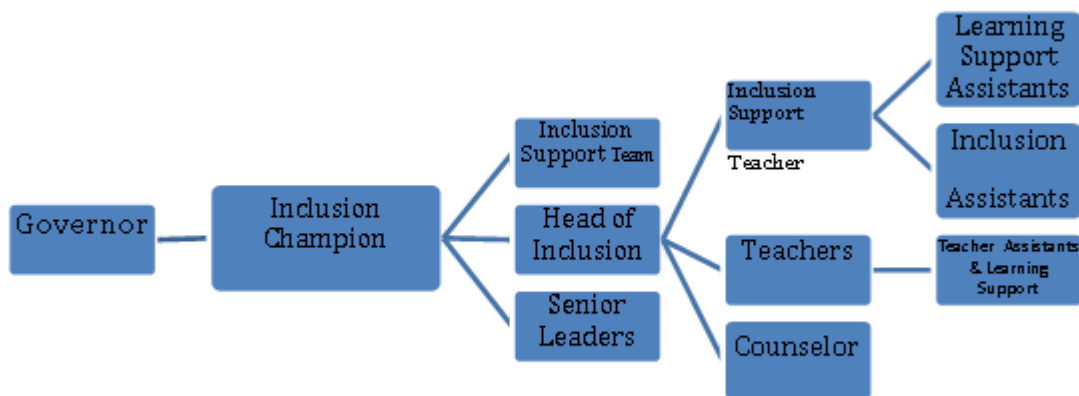 Governor
Inclusion
Champion
Inclusion
Support Team
Head of
Inclusion
Senior
Leaders
Inclusion
Support
Teacher
Teachers
Counselor
Learning
Support
Assistants
Inclusion
Assistants
Teacher Assistants
& Learning
Support